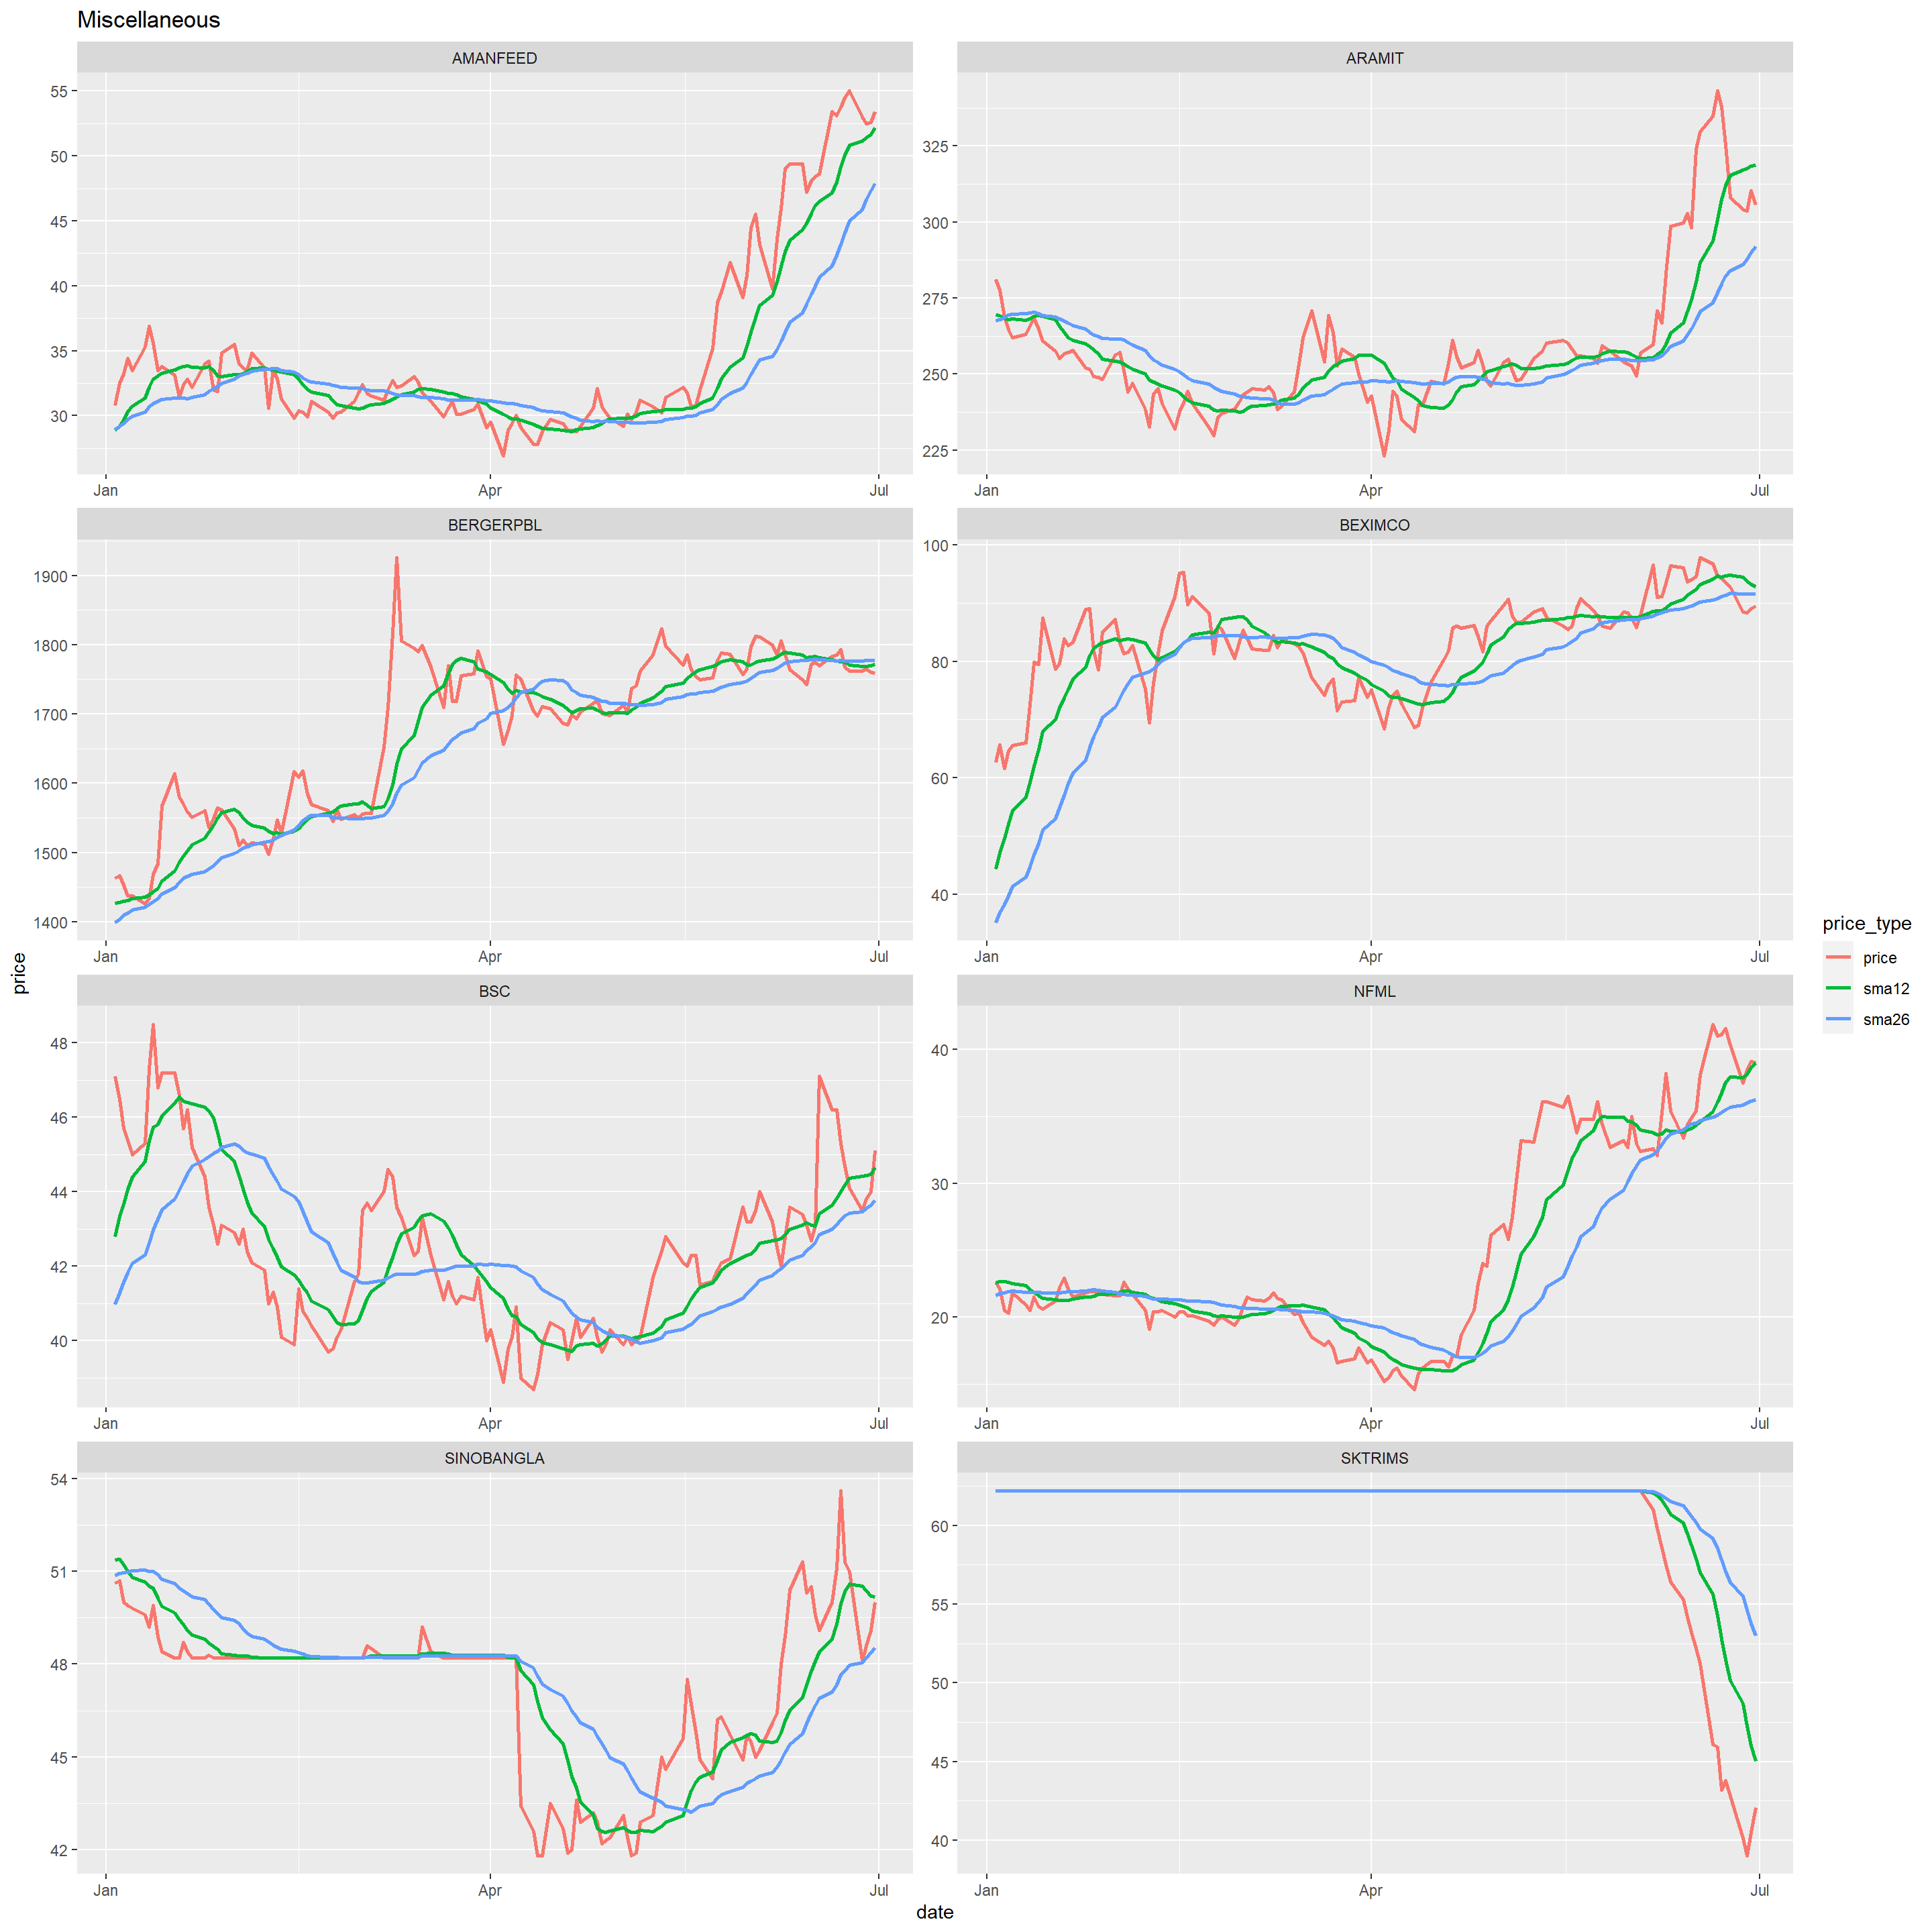 Miscellaneous
AMANFEED
ARAMIT
55
50
45
40
35
30
325
300
275
250
225
Jan
Apr
Jul
Jan
Apr
Jul
BERGERPBL
BEXIMCO
1900
1800
1700
1600
1500
1400
100
80
60
40
Jan
Apr
Jul
Jan
Apr
Jul
price
price_type
price
sma12
sma26
BSC
NFML
48
46
44
42
40
40
30
20
Jan
Apr
Jul
Jan
Apr
Jul
SINOBANGLA
SKTRIMS
54
51
48
45
42
60
55
50
45
40
Jan
Apr
Jul
Jan
Apr
Jul
date